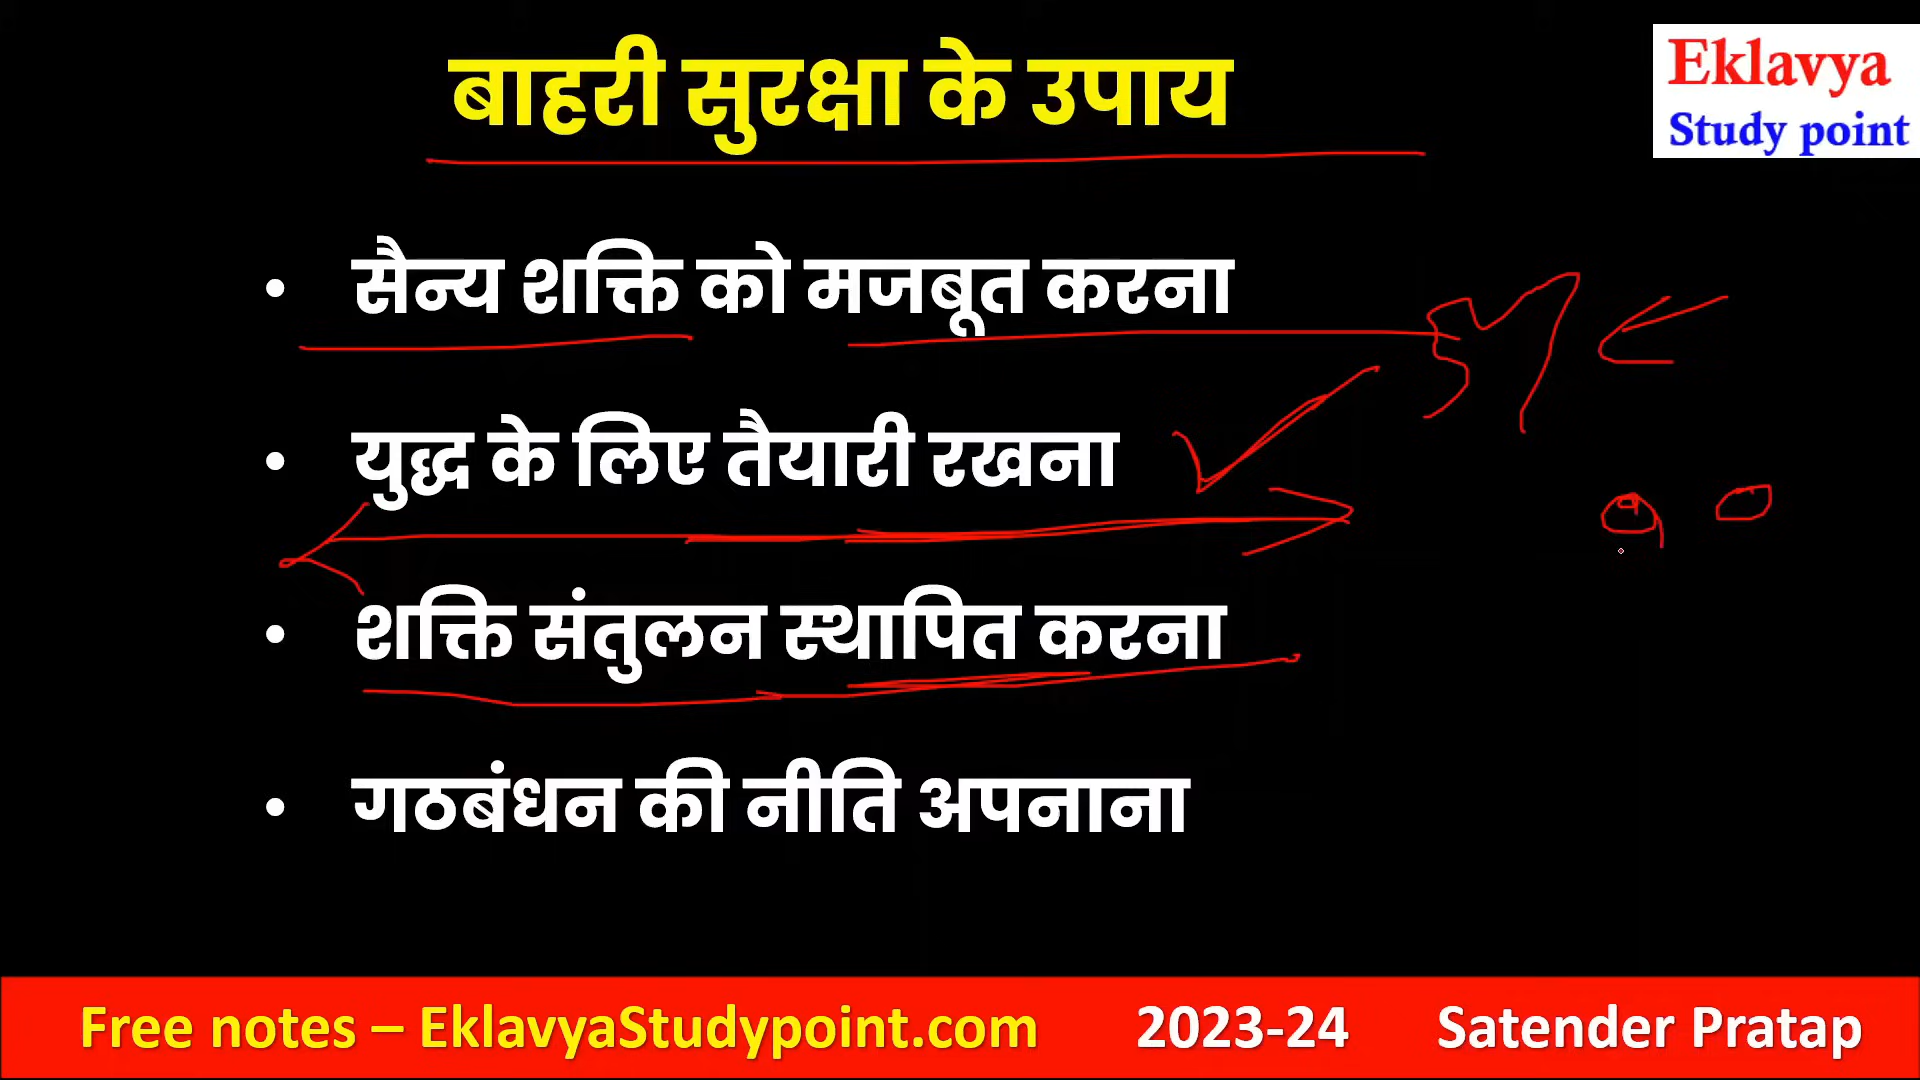 बाहरी सुरक्षा के उपाय
Eklavya
Study point
• सैन्य शक्ति को मजबूत करना
• युद्ध के लिए तैयारी रखना
• शक्ति संतुलन स्थापित करना
• गठबंधन की नीति अपनाना
Free notes – EklavyaStudypoint.com 2023-24 Satender Pratap